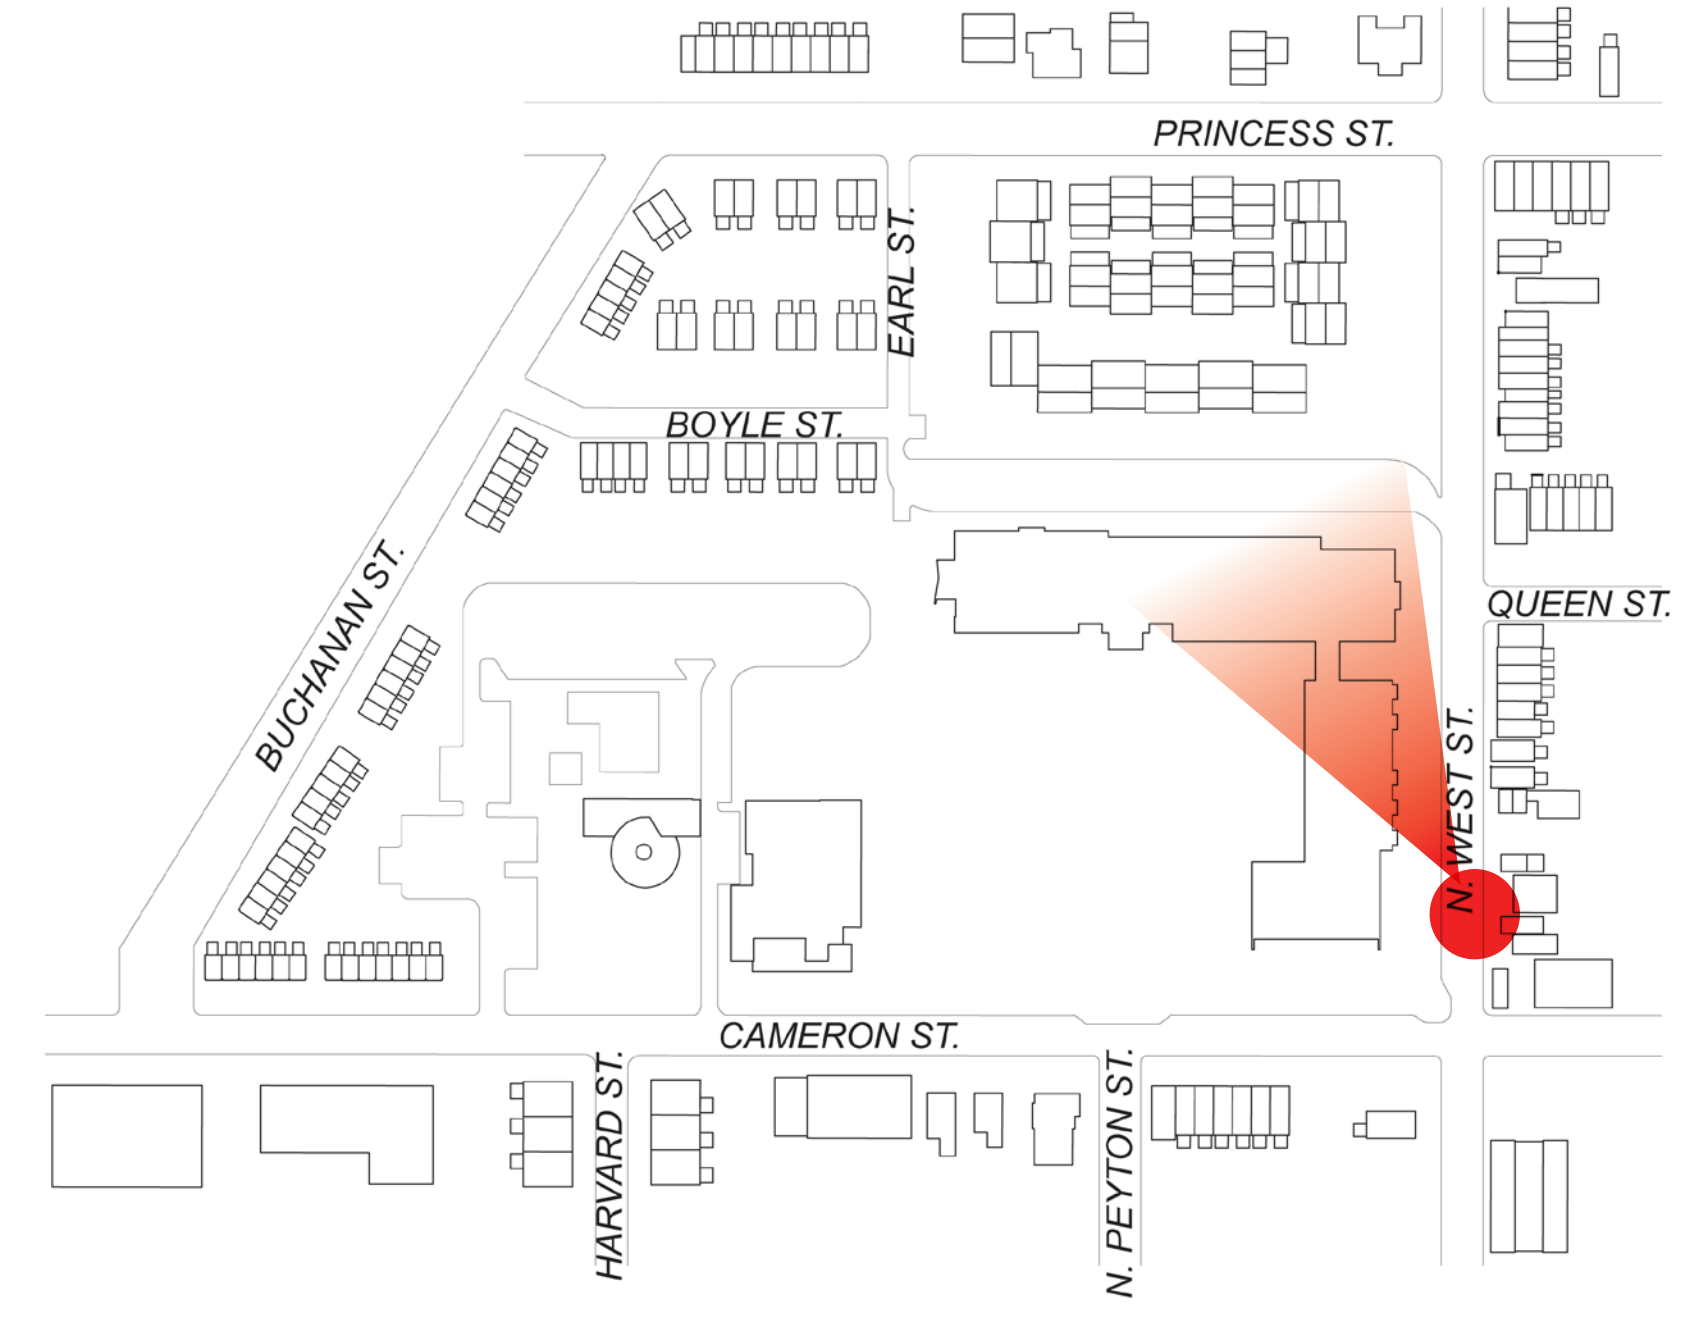 PRINCESS ST.
EARL ST.
BOYLE ST.
BUCHANAN ST.
QUEEN ST.
N. WEST ST.
CAMERON ST.
HARVARD ST.
N. PEYTON ST.